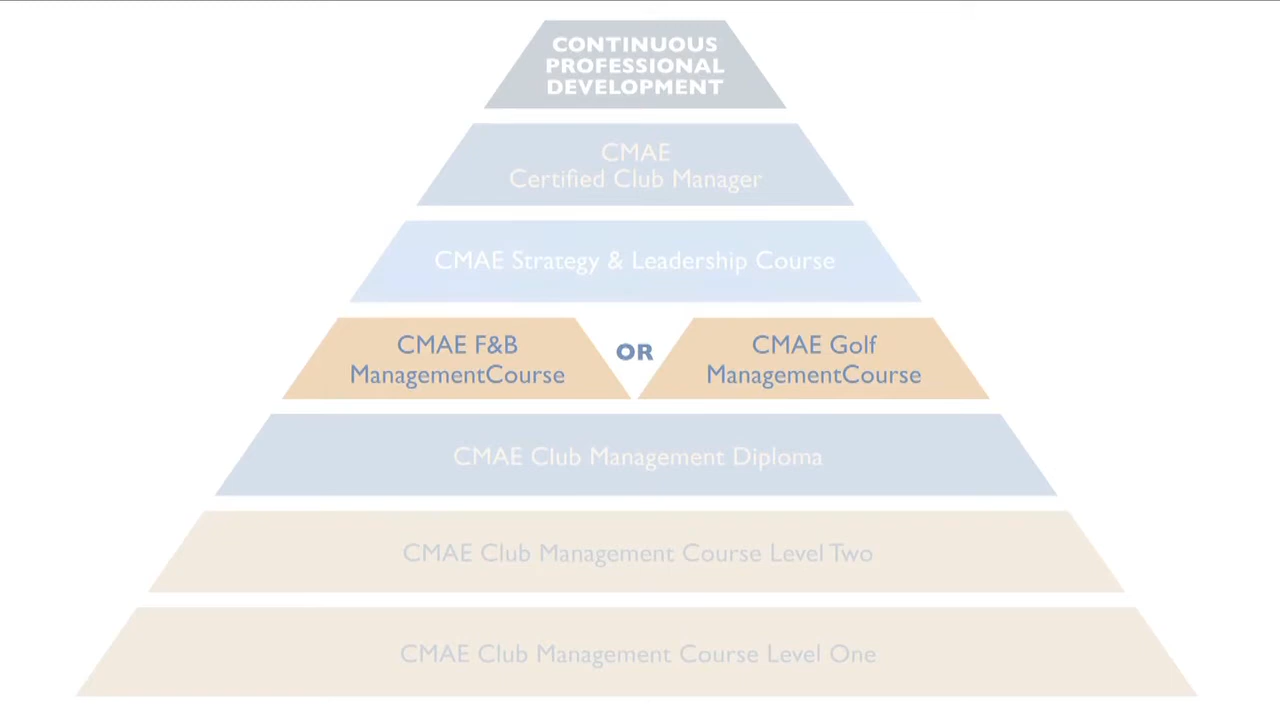 CONTINUOUS
PROFESSIONAL
DEVELOPMENT
CMAE
Certified Club Manager
CMAE Strategy & Leadership Course
CMAE F&B
ManagementCourse
OR
CMAE Golf
ManagementCourse
CMAE Club Management Diploma
CMAE Club Management Course Level Two
CMAE Club Management Course Level One